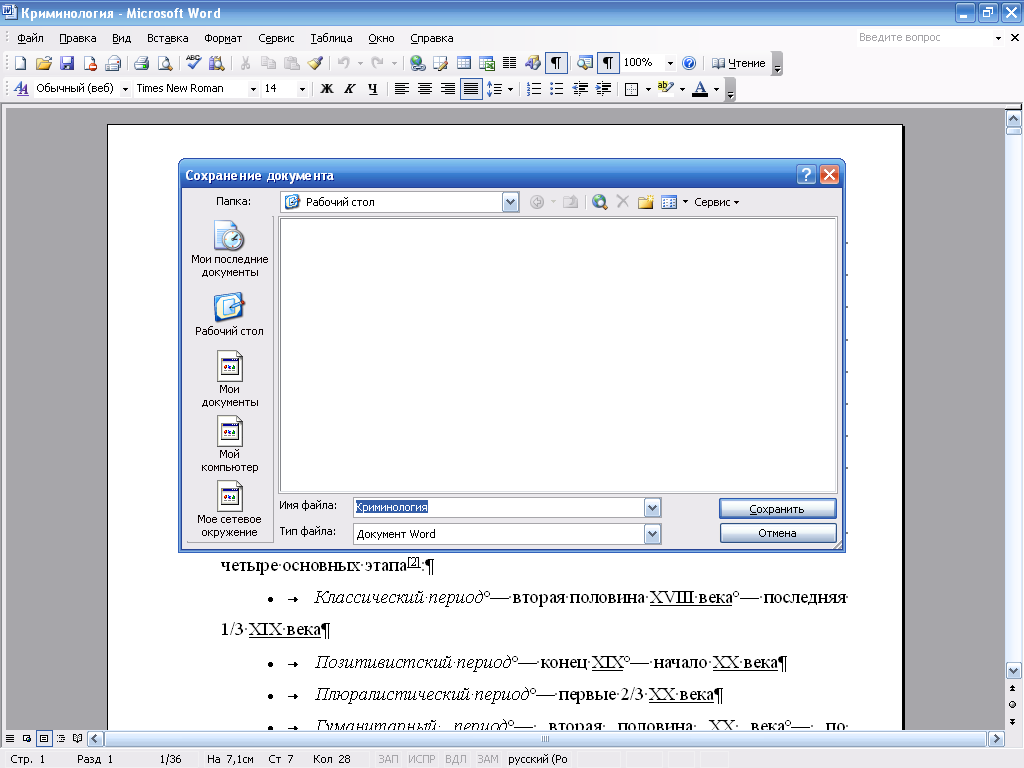 Криминология - Microsoft Word
Файл Правка Вид Вставка Формат Сервис Таблица Окно Справка Введите вопрос
100% Чтение
Обычный (веб) Times New Roman 14 Ж К Ч
Сохранение документа
Папка: Рабочий стол Сервис
Мои последние
документы
Рабочий стол
Мои
документы
Мой
компьютер
Мое сетевое
окружение
Имя файла: Криминология Сохранить
Тип файла: Документ Word Отмена
четыре·основных·этапа[2]:¶
• → Классический·период°— вторая·половина·XVIII·века°— последняя·
1/3·XIX·века¶
• → Позитивистский·период°— конец·XIX°— начало·XX·века¶
• → Плюралистический·период°— первые·2/3·XX·века¶
• → Гуманитарный· период°— вторая· половина· XX· века°— по·
Стр. 1 Разд 1 1/36 На 7,1см Ст 7 Кол 28 ЗАП ИСПР ВДЛ ЗАМ русский (Ро